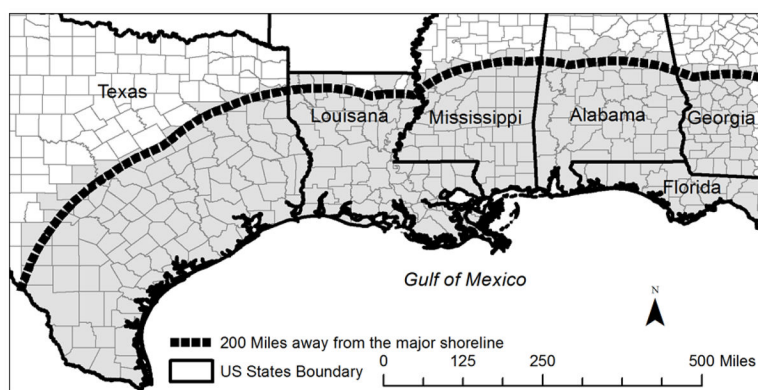 Texas
Louisana
Mississippi
Alabama
Georgia
Florida
Gulf of Mexico
N
200 Miles away from the major shoreline
US States Boundary
0 125 250 500 Miles